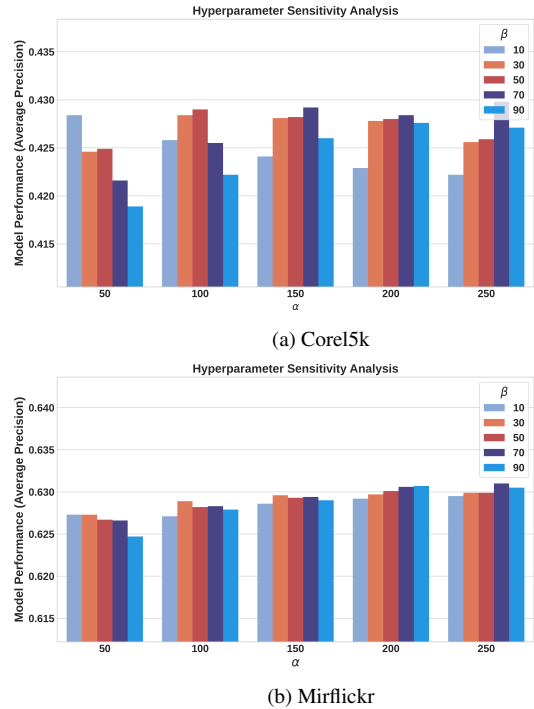 Hyperparameter Sensitivity Analysis
Model Performance (Average Precision)
0.435
0.430
0.425
0.420
0.415
β
10
30
50
70
90
50 100 150 200 250
α
(a) Corel5k
Hyperparameter Sensitivity Analysis
Model Performance (Average Precision)
0.640
0.635
0.630
0.625
0.620
0.615
β
10
30
50
70
90
50 100 150 200 250
α
(b) Mirflickr